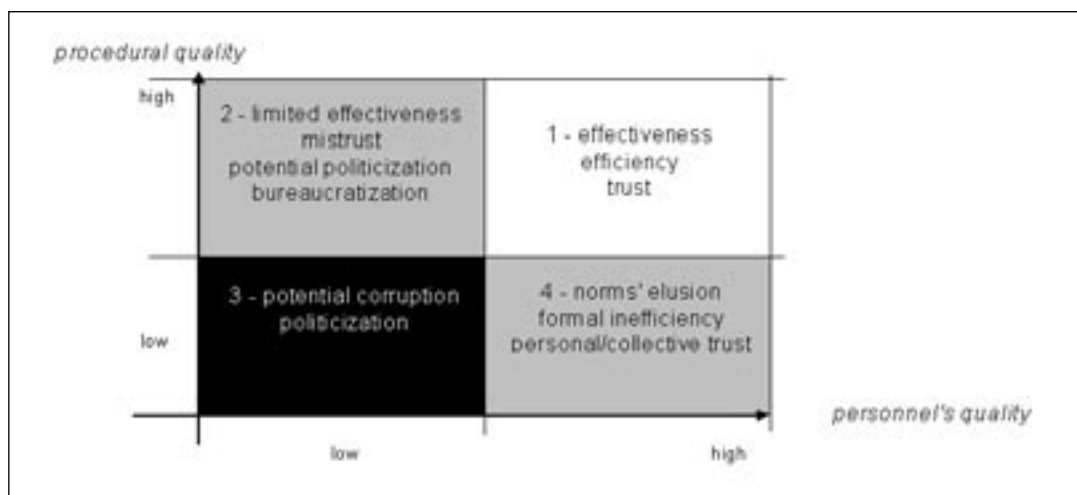 procedural quality
high
2 - limited effectiveness
mistrust
potential politicization
bureaucratization
1 - effectiveness
efficiency
trust
3 - potential corruption
politicization
4 - norms' elusion
formal inefficiency
personal/collective trust
low
personnel's quality
low
high